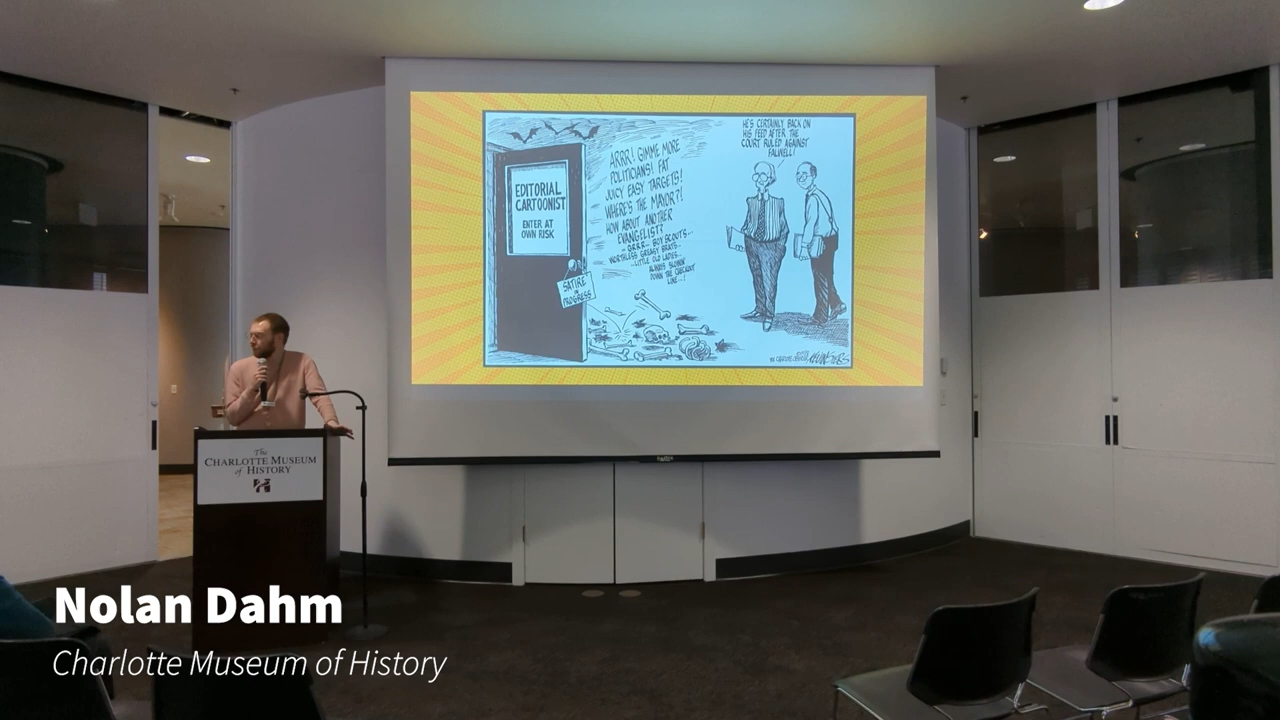 HE'S CERTAINLY BACK ON
HIS FEED AFTER THE
COURT RULED AGAINST
FALWELL!
ARRR! GIMME MORE
POLITICIANS! FAT
JUICY EASY TARGETS!
WHERE'S THE MAYOR?!
HOW ABOUT ANOTHER
EVANGELIST?
GRRR... BOY SCOUTS...
WORTHLESS GREASY BRATS...
...LITTLE OLD LADIES...
ALWAYS SLOWIN'
DOWN THE CHECKOUT
LINE...!
EDITORIAL
CARTOONIST
ENTER AT
OWN RISK
SATIRE
IN
PROGRESS
THE CHARLOTTE OBSERVER
The
CHARLOTTE MUSEUM
of HISTORY
Nolan Dahm
Charlotte Museum of History